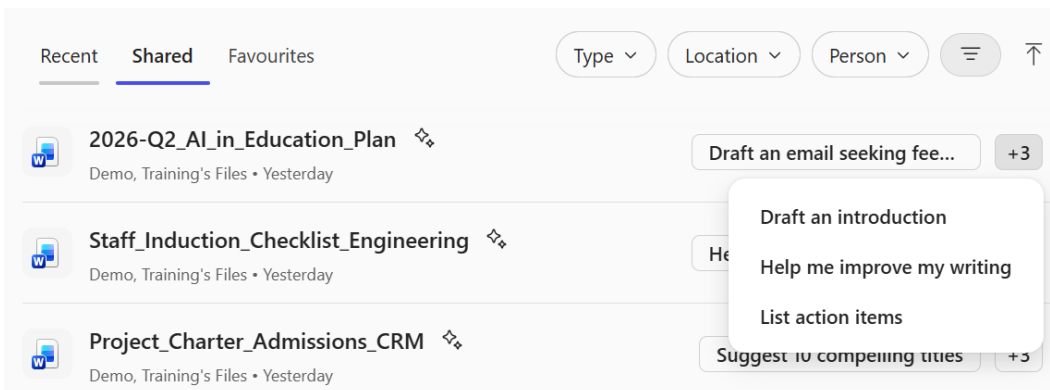 Recent Shared Favourites Type Location Person
2026-Q2_AI_in_Education_Plan
Demo, Training's Files • Yesterday
Draft an email seeking fee... +3
Draft an introduction
Help me improve my writing
List action items
Staff_Induction_Checklist_Engineering
Demo, Training's Files • Yesterday
He
Project_Charter_Admissions_CRM
Demo, Training's Files • Yesterday
Suggest 10 compelling titles +3